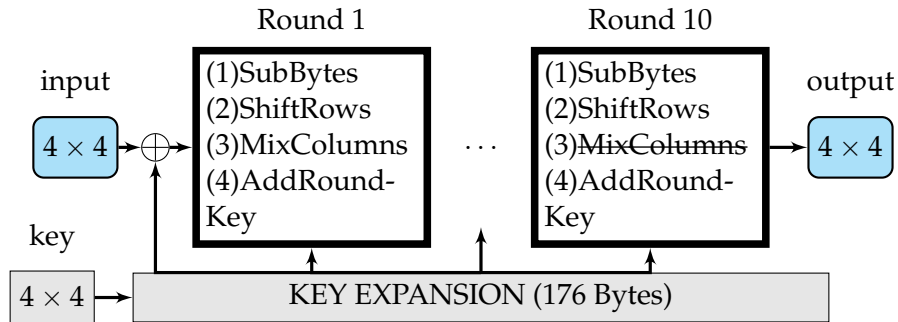 Round 1
Round 10
input
(1)SubBytes
(2)ShiftRows
(3)MixColumns
(4)AddRound-
Key
4 × 4
⋯
(1)SubBytes
(2)ShiftRows
(3)MixColumns
(4)AddRound-
Key
output
4 × 4
key
4 × 4
KEY EXPANSION (176 Bytes)